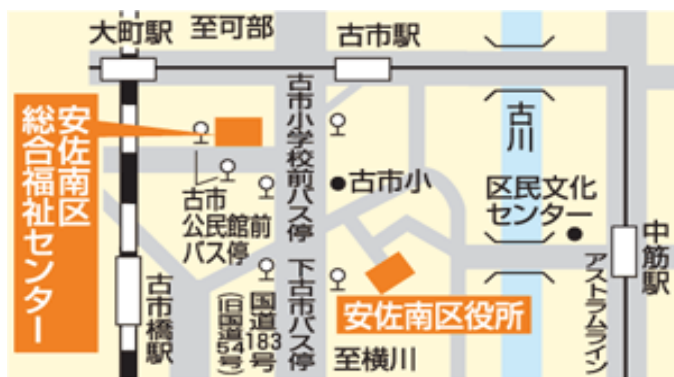 大町駅
至可部
古市駅
安佐南区
総合福祉センター
古市小学校前バス停
古川
古市小
区民文化
センター
古市
公民館前
バス停
中筋駅
アストラムライン
古市橋駅
国道183号
(旧国道54号)
下古市バス停
安佐南区役所
至横川